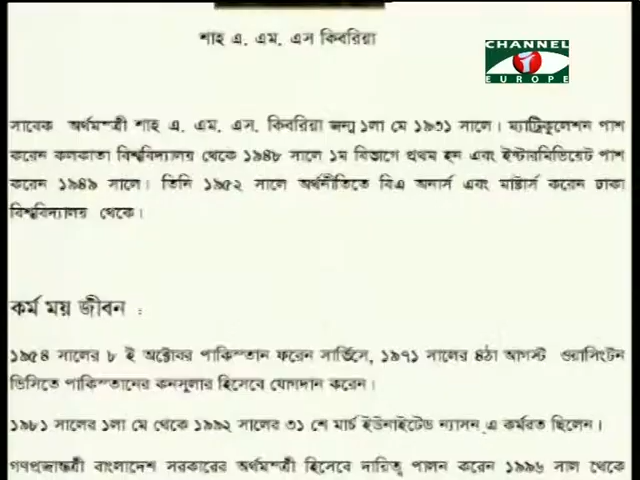 শাহ এ. এম. এস কিবরিয়া
CHANNEL
i
EUROPE
সাবেক অর্থমন্ত্রী শাহ এ. এম. এস. কিবরিয়া জন্ম ১লা মে ১৯৩১ সালে। ম্যাট্রিকুলেশন পাশ
করেন কলকাতা বিশ্ববিদ্যালয় থেকে ১৯৪৮ সালে ১ম বিভাগে প্রথম হন এবং ইন্টারমিডিয়েট পাশ
করেন ১৯৪৯ সালে। তিনি ১৯৫২ সালে অর্থনীতিতে বিএ অনার্স এবং মাষ্টার্স করেন ঢাকা
বিশ্ববিদ্যালয় থেকে।
কর্ম ময় জীবন :
১৯৫৪ সালের ৮ ই অক্টোবর পাকিস্তান ফরেন সার্ভিসে, ১৯৭১ সালের ৪ঠা আগস্ট ওয়াসিংটন
ডিসিতে পাকিস্তানের কনসুলার হিসেবে যোগদান করেন।
১৯৮১ সালের ১লা মে থেকে ১৯৯২ সালের ৩১ শে মার্চ ইউনাইটেড ন্যাসন্ এ কর্মরত ছিলেন।
গণপ্রজাতন্ত্রী বাংলাদেশ সরকারের অর্থমন্ত্রী হিসেবে দায়িত্ব পালন করেন ১৯৯৬ সাল থেকে